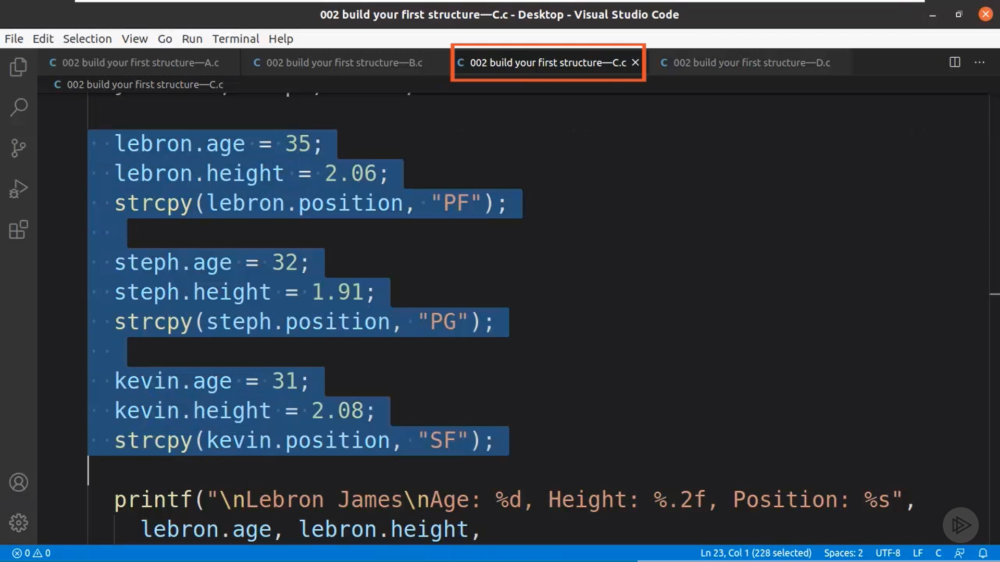 002 build your first structure—C.c - Desktop - Visual Studio Code
File Edit Selection View Go Run Terminal Help
C 002 build your first structure—A.c C 002 build your first structure—B.c C 002 build your first structure—C.c C 002 build your first structure—D.c
C 002 build your first structure—C.c
lebron.age = 35;
lebron.height = 2.06;
strcpy(lebron.position, "PF");
steph.age = 32;
steph.height = 1.91;
strcpy(steph.position, "PG");
kevin.age = 31;
kevin.height = 2.08;
strcpy(kevin.position, "SF");
printf("\nLebron James\nAge: %d, Height: %.2f, Position: %s",
lebron.age, lebron.height,
0 0 Ln 23, Col 1 (228 selected) Spaces: 2 UTF-8 LF C